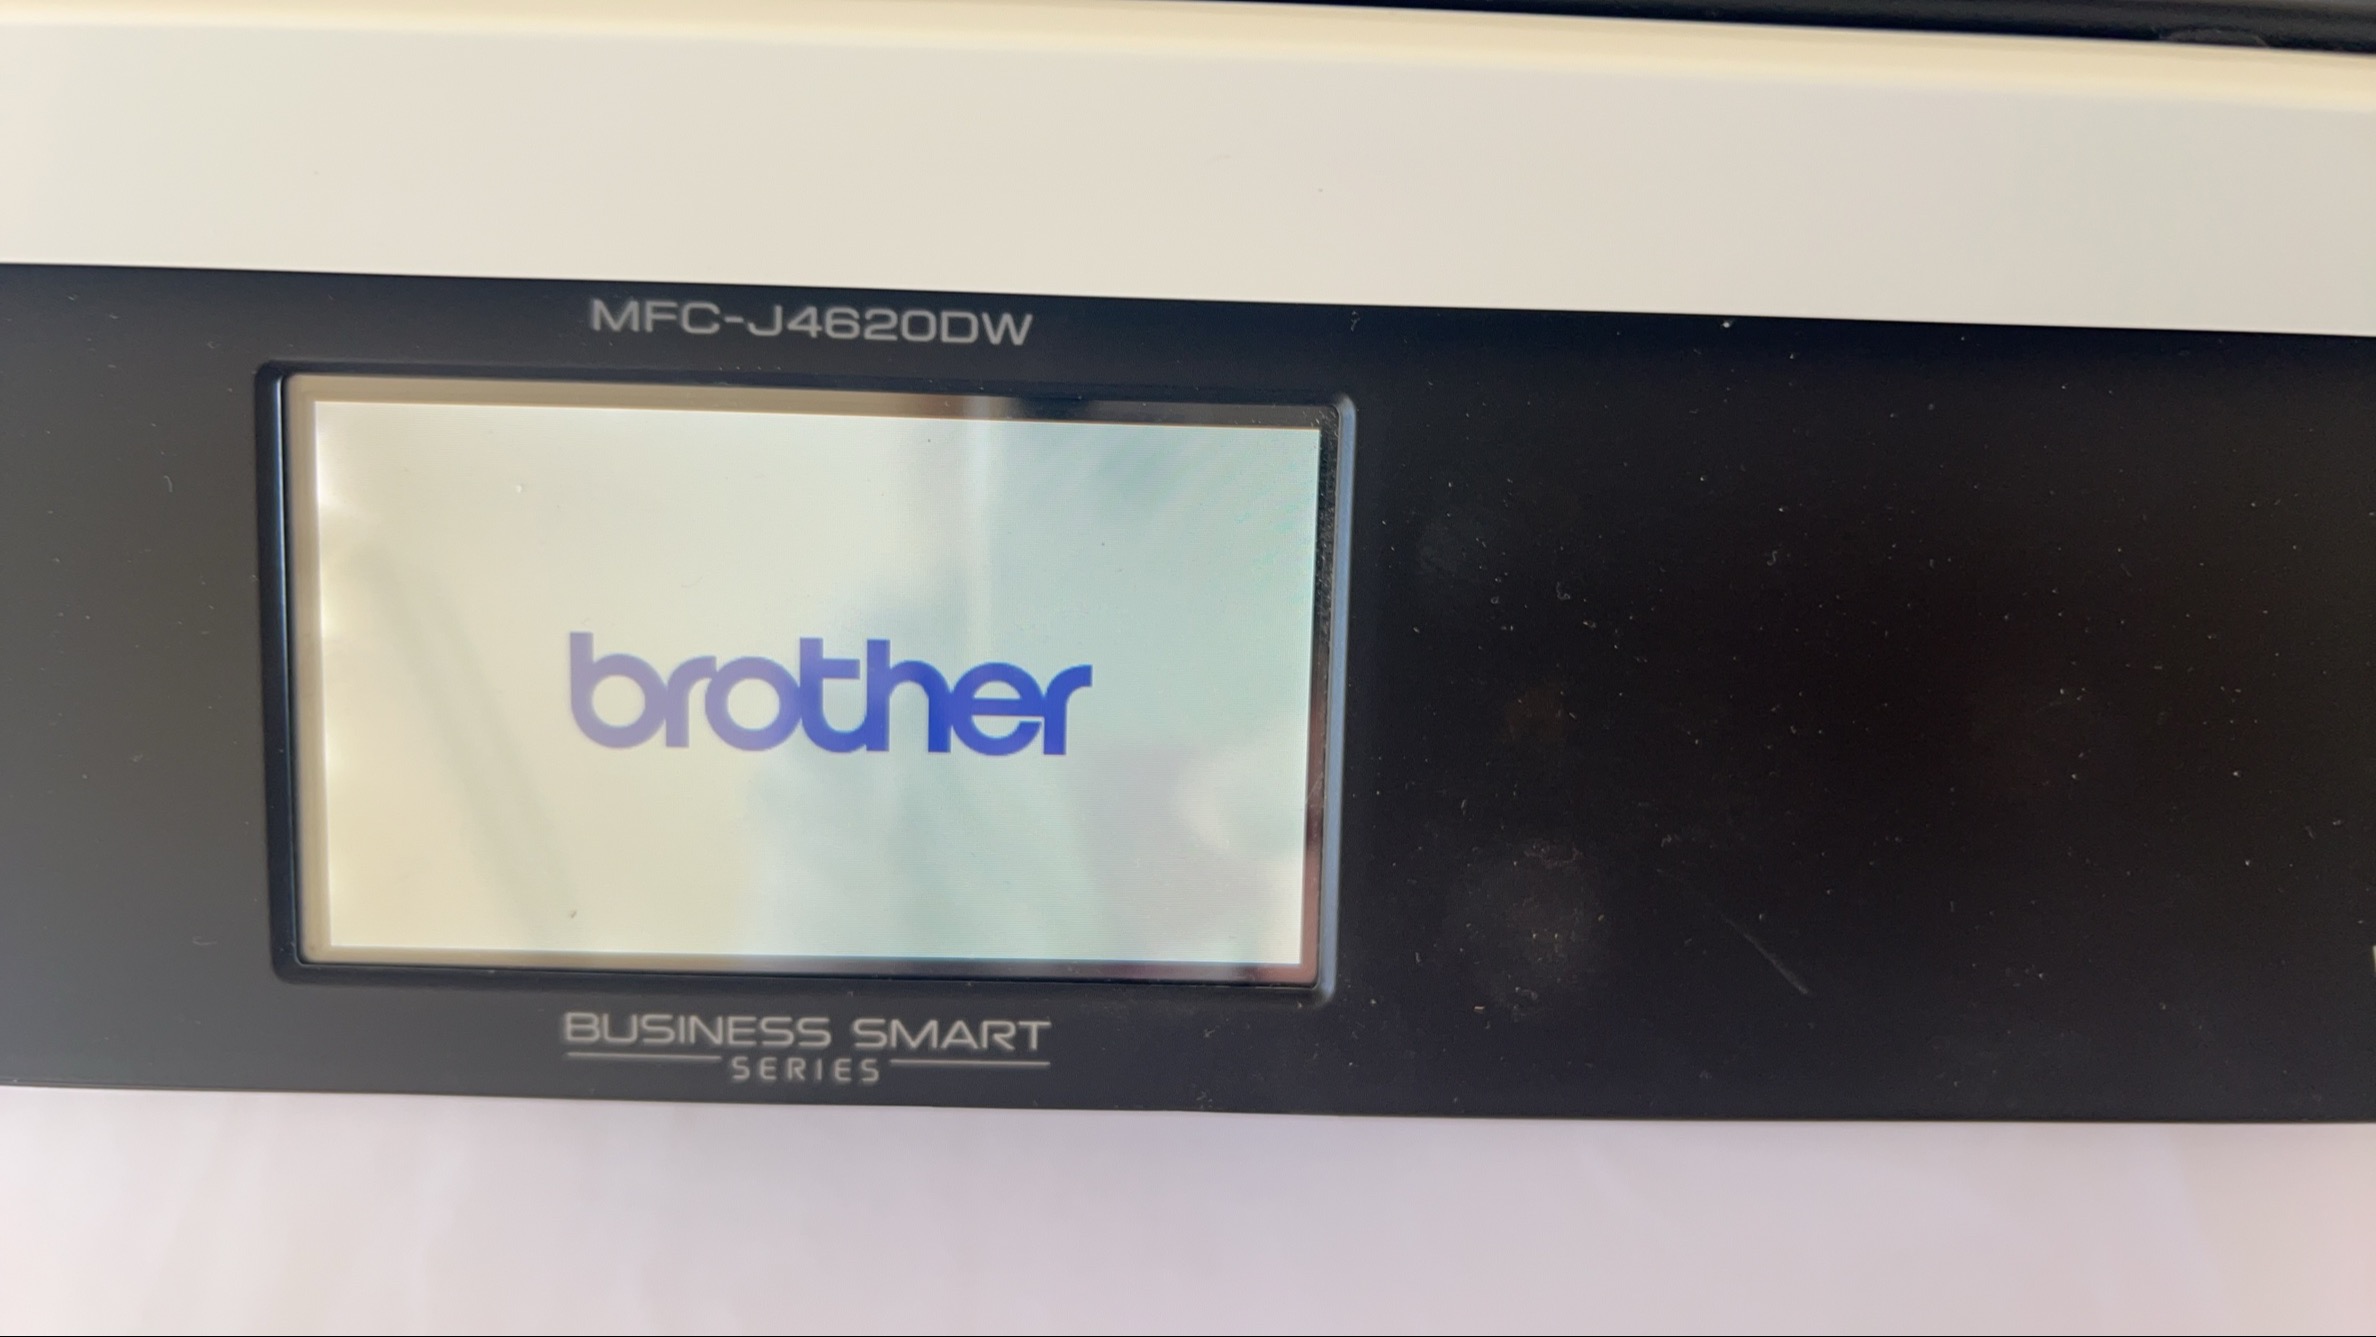 MFC-J4620DW
brother
BUSINESS SMART
SERIES